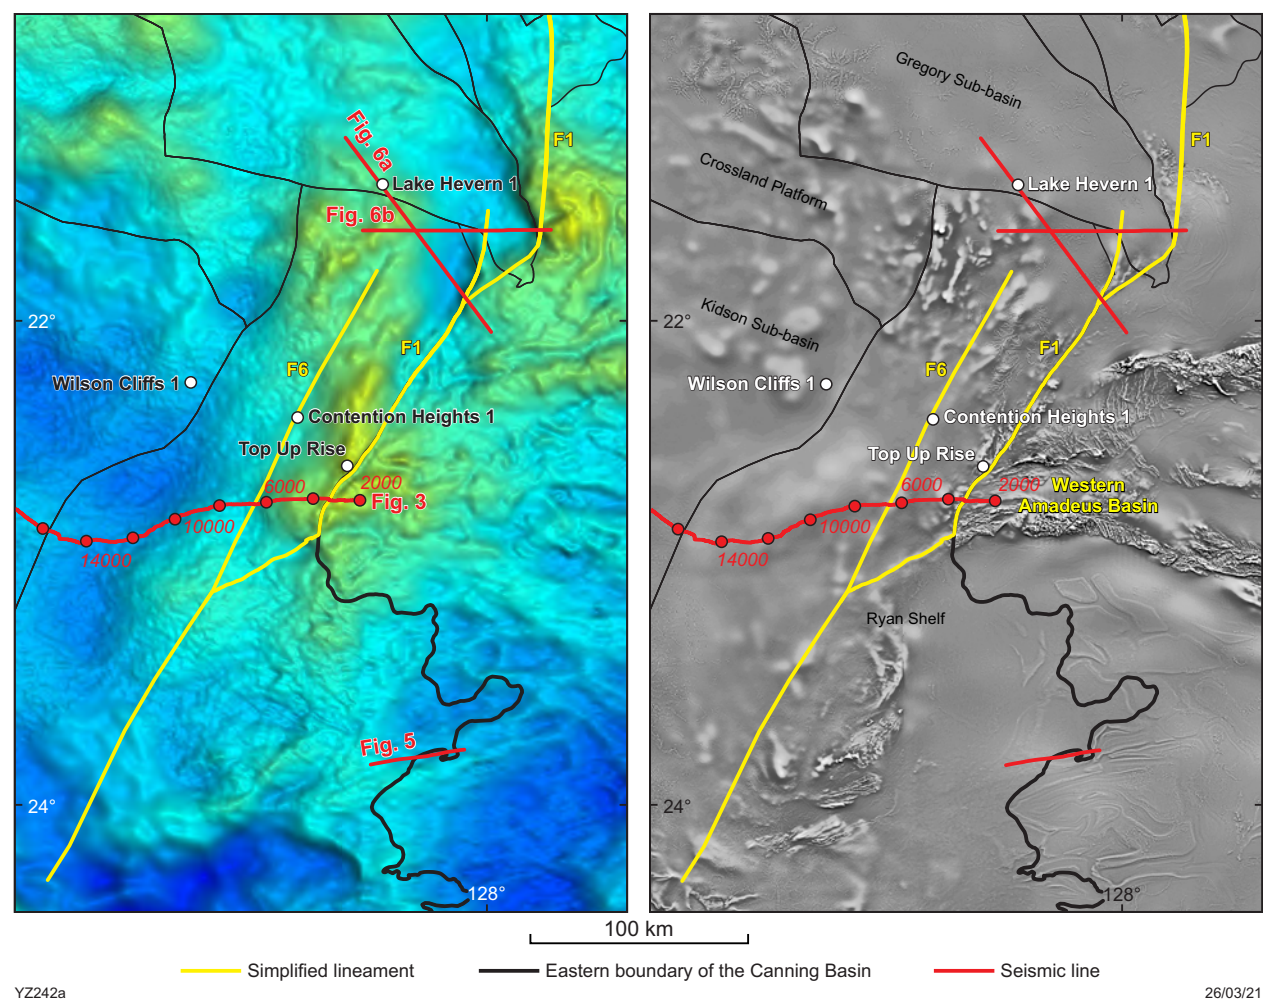 Fig. 6a
F1
Lake Hevern 1
Fig. 6b
22°
F1
F6
Wilson Cliffs 1
Contention Heights 1
Top Up Rise
6000
2000
Fig. 3
10000
14000
Fig. 5
24°
128°
Gregory Sub-basin
F1
Crossland Platform
Lake Hevern 1
Kidson Sub-basin
22°
F1
F6
Wilson Cliffs 1
Contention Heights 1
Top Up Rise
6000
2000
Western
Amadeus Basin
10000
14000
Ryan Shelf
24°
128°
100 km
Simplified lineament
Eastern boundary of the Canning Basin
Seismic line
YZ242a
26/03/21